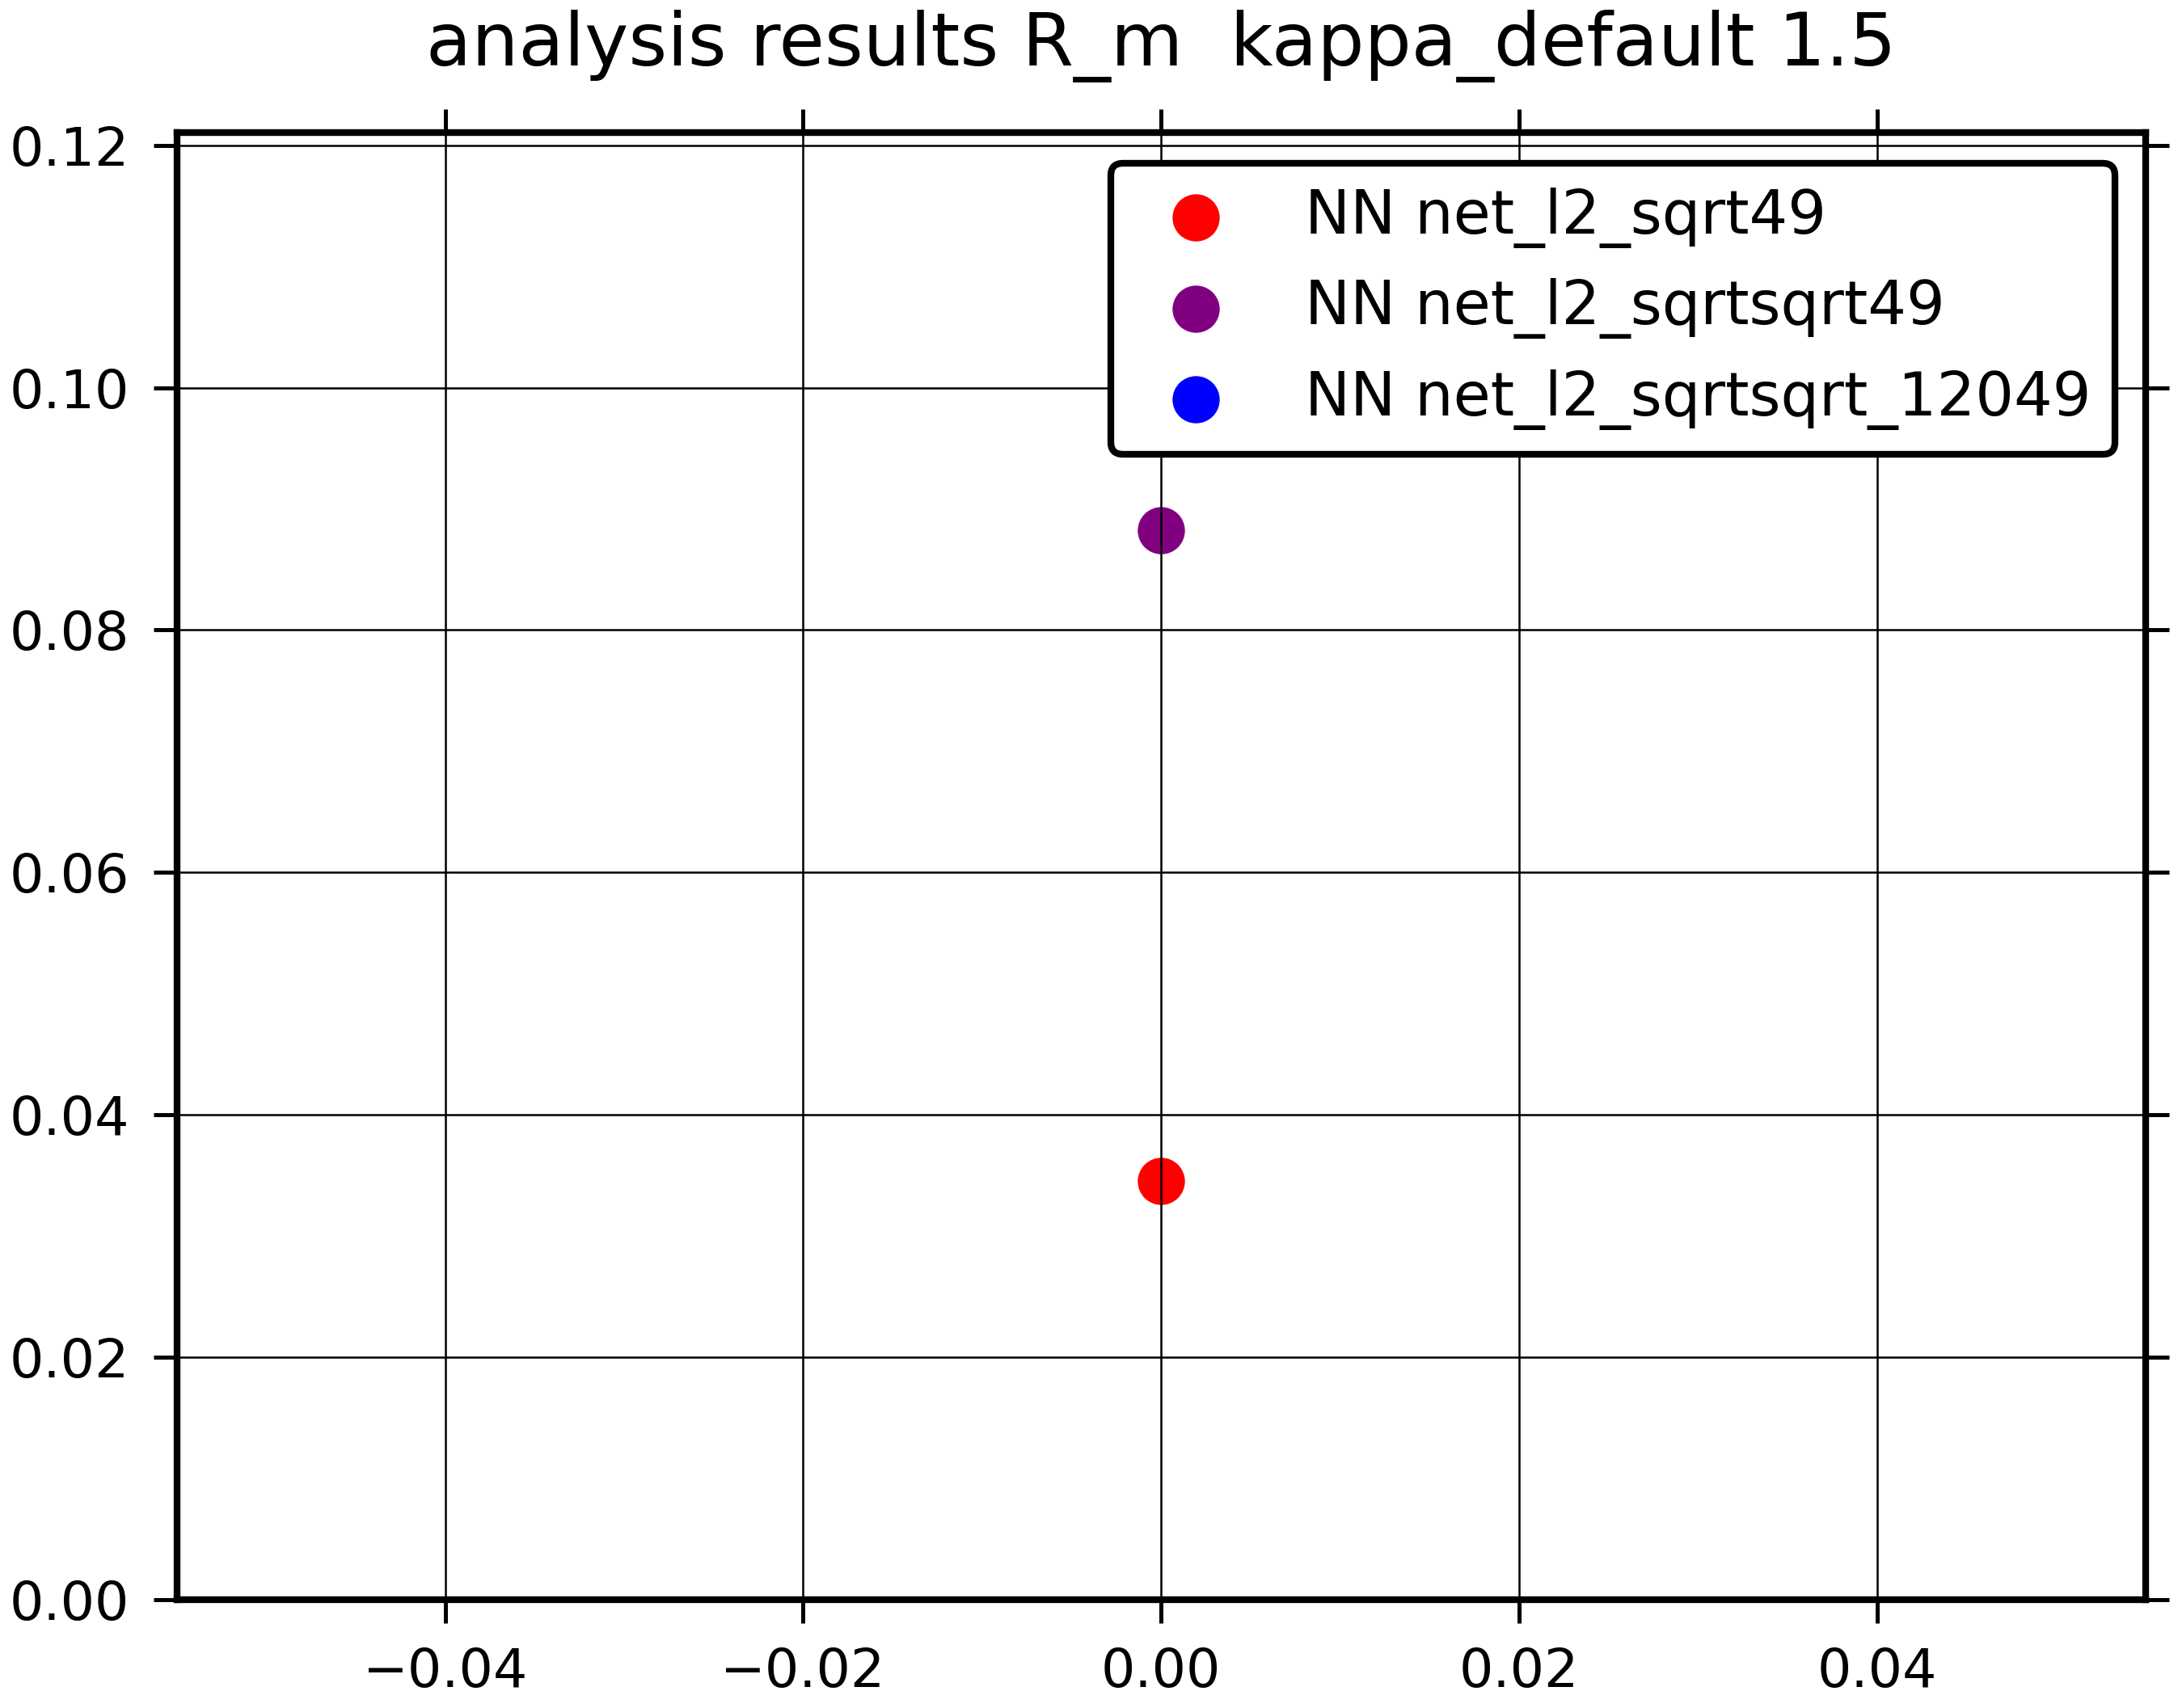 analysis results R_m  kappa_default 1.5
0.12
NN net_l2_sqrt49
NN net_l2_sqrtsqrt49
0.10
NN net_l2_sqrtsqrt_12049
0.08
0.06
0.04
0.02
0.00
−0.04 −0.02 0.00 0.02 0.04